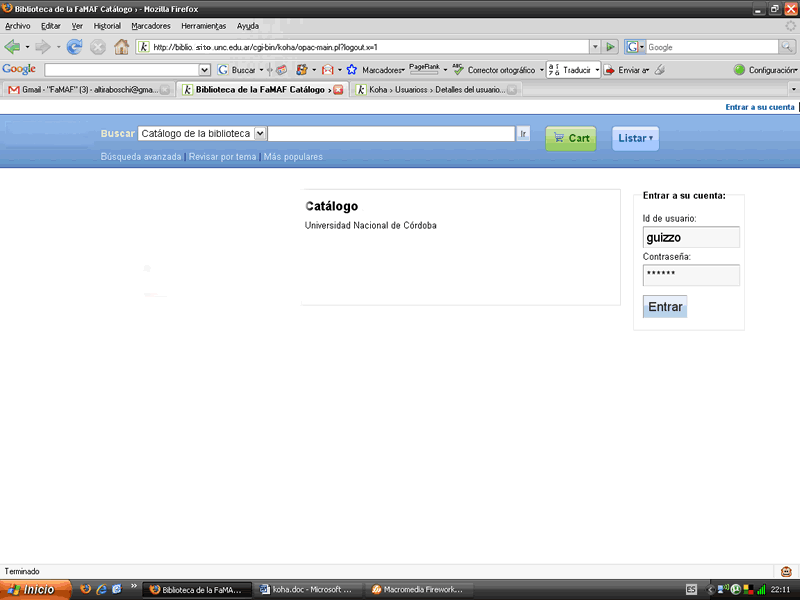 Biblioteca de la FaMAF Catálogo › - Mozilla Firefox
Archivo Editar Ver Historial Marcadores Herramientas Ayuda
http://biblio. sito .unc.edu.ar/cgi-bin/koha/opac-main.pl?logout.x=1
Google
Google Buscar Marcadores PageRank Corrector ortográfico Traducir Enviar a Configuración
Gmail - "FaMAF" (3) - altiraboschi@gma... Biblioteca de la FaMAF Catálogo › Koha › Usuarioss › Detalles del usuario...
Entrar a su cuenta
Buscar Catálogo de la biblioteca Ir Cart Listar
Búsqueda avanzada | Revisar por tema | Más populares
Catálogo
Universidad Nacional de Córdoba
Entrar a su cuenta:
Id de usuario:
guizzo
Contraseña:
******
Entrar
Terminado
Inicio » Biblioteca de la FaMA... koha.doc - Microsoft ... Macromedia Firework... ES 22:11